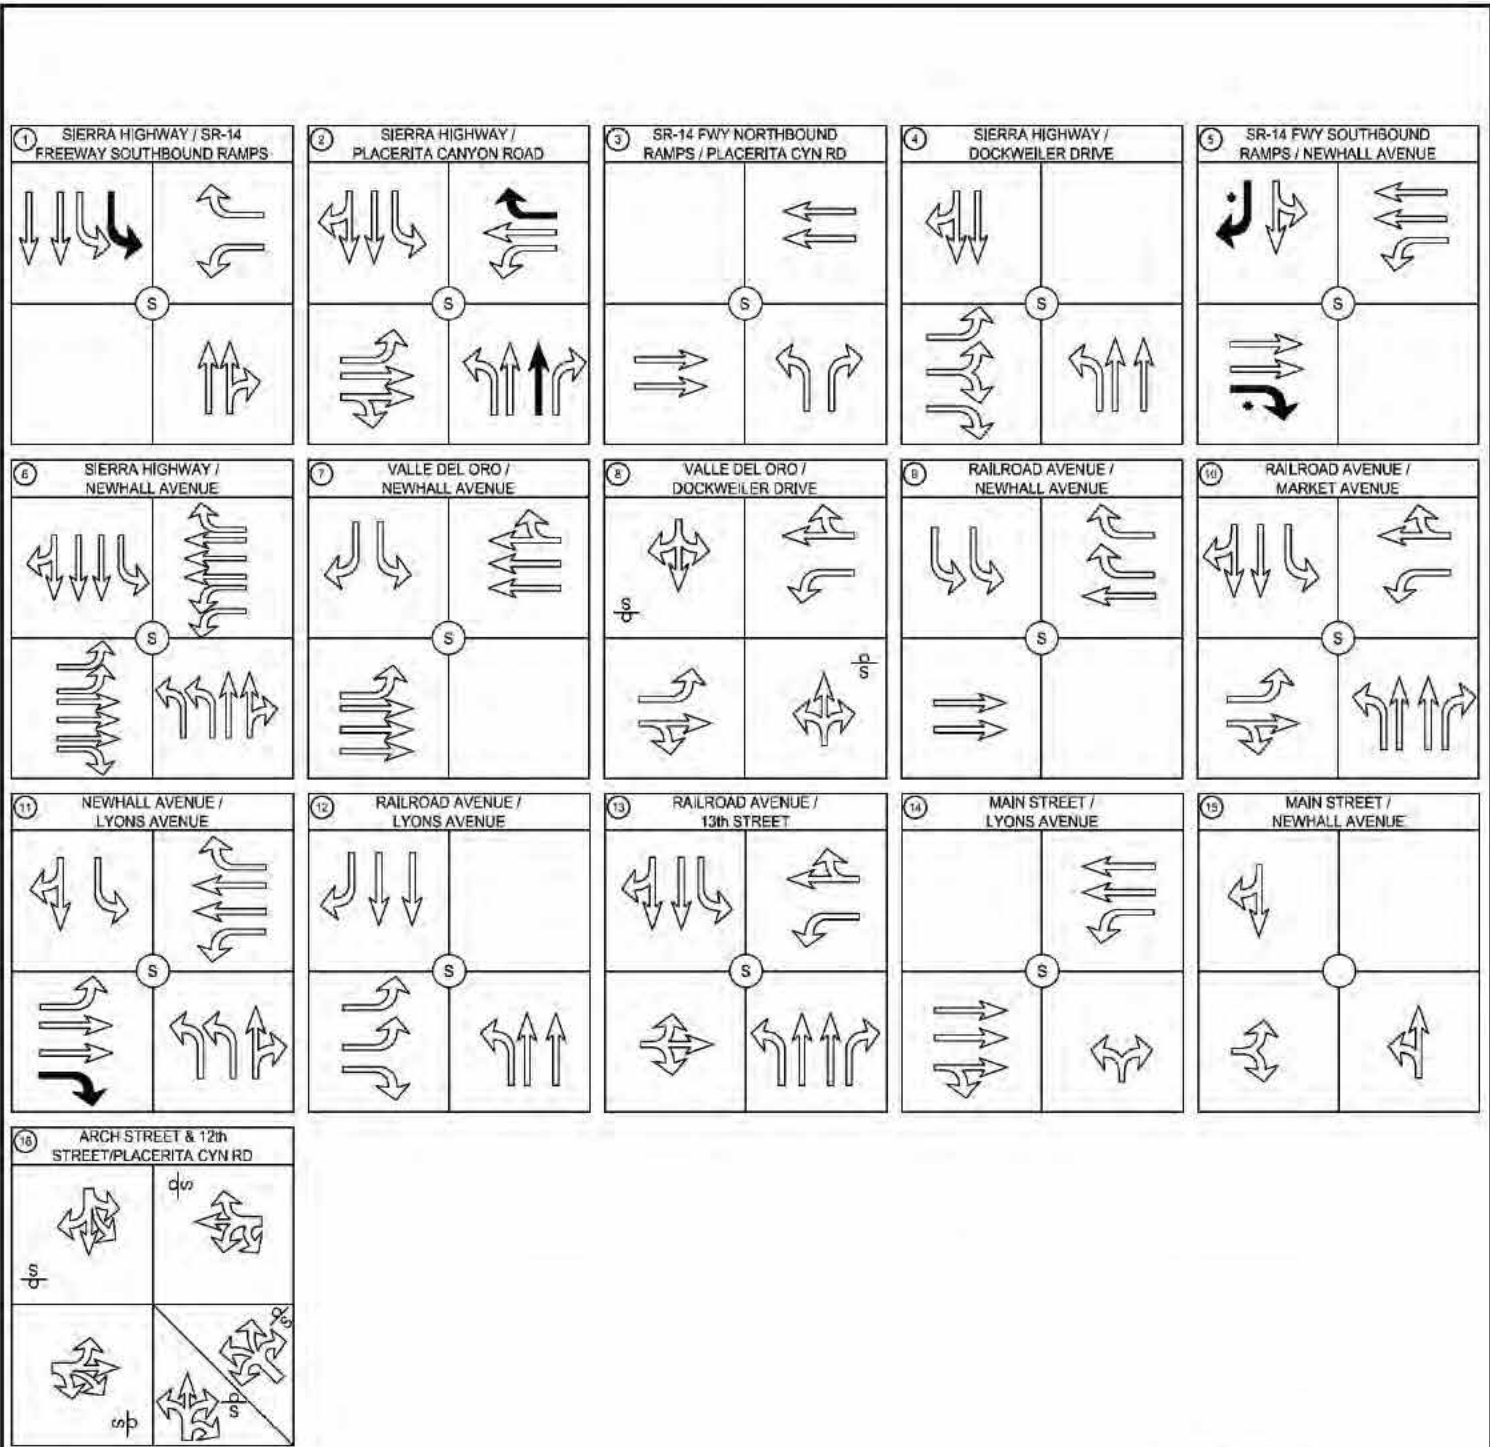 1
SIERRA HIGHWAY / SR-14
FREEWAY SOUTHBOUND RAMPS
S
2
SIERRA HIGHWAY /
PLACERITA CANYON ROAD
S
3
SR-14 FWY NORTHBOUND
RAMPS / PLACERITA CYN RD
S
4
SIERRA HIGHWAY /
DOCKWEILER DRIVE
S
5
SR-14 FWY SOUTHBOUND
RAMPS / NEWHALL AVENUE
*
*
S
6
SIERRA HIGHWAY /
NEWHALL AVENUE
S
7
VALLE DEL ORO /
NEWHALL AVENUE
S
8
VALLE DEL ORO /
DOCKWEILER DRIVE
S
S
9
RAILROAD AVENUE /
NEWHALL AVENUE
S
10
RAILROAD AVENUE /
MARKET AVENUE
S
11
NEWHALL AVENUE /
LYONS AVENUE
S
12
RAILROAD AVENUE /
LYONS AVENUE
S
13
RAILROAD AVENUE /
13th STREET
S
14
MAIN STREET /
LYONS AVENUE
S
15
MAIN STREET /
NEWHALL AVENUE
16
ARCH STREET & 12th
STREET/PLACERITA CYN RD
S
S
S
S
S